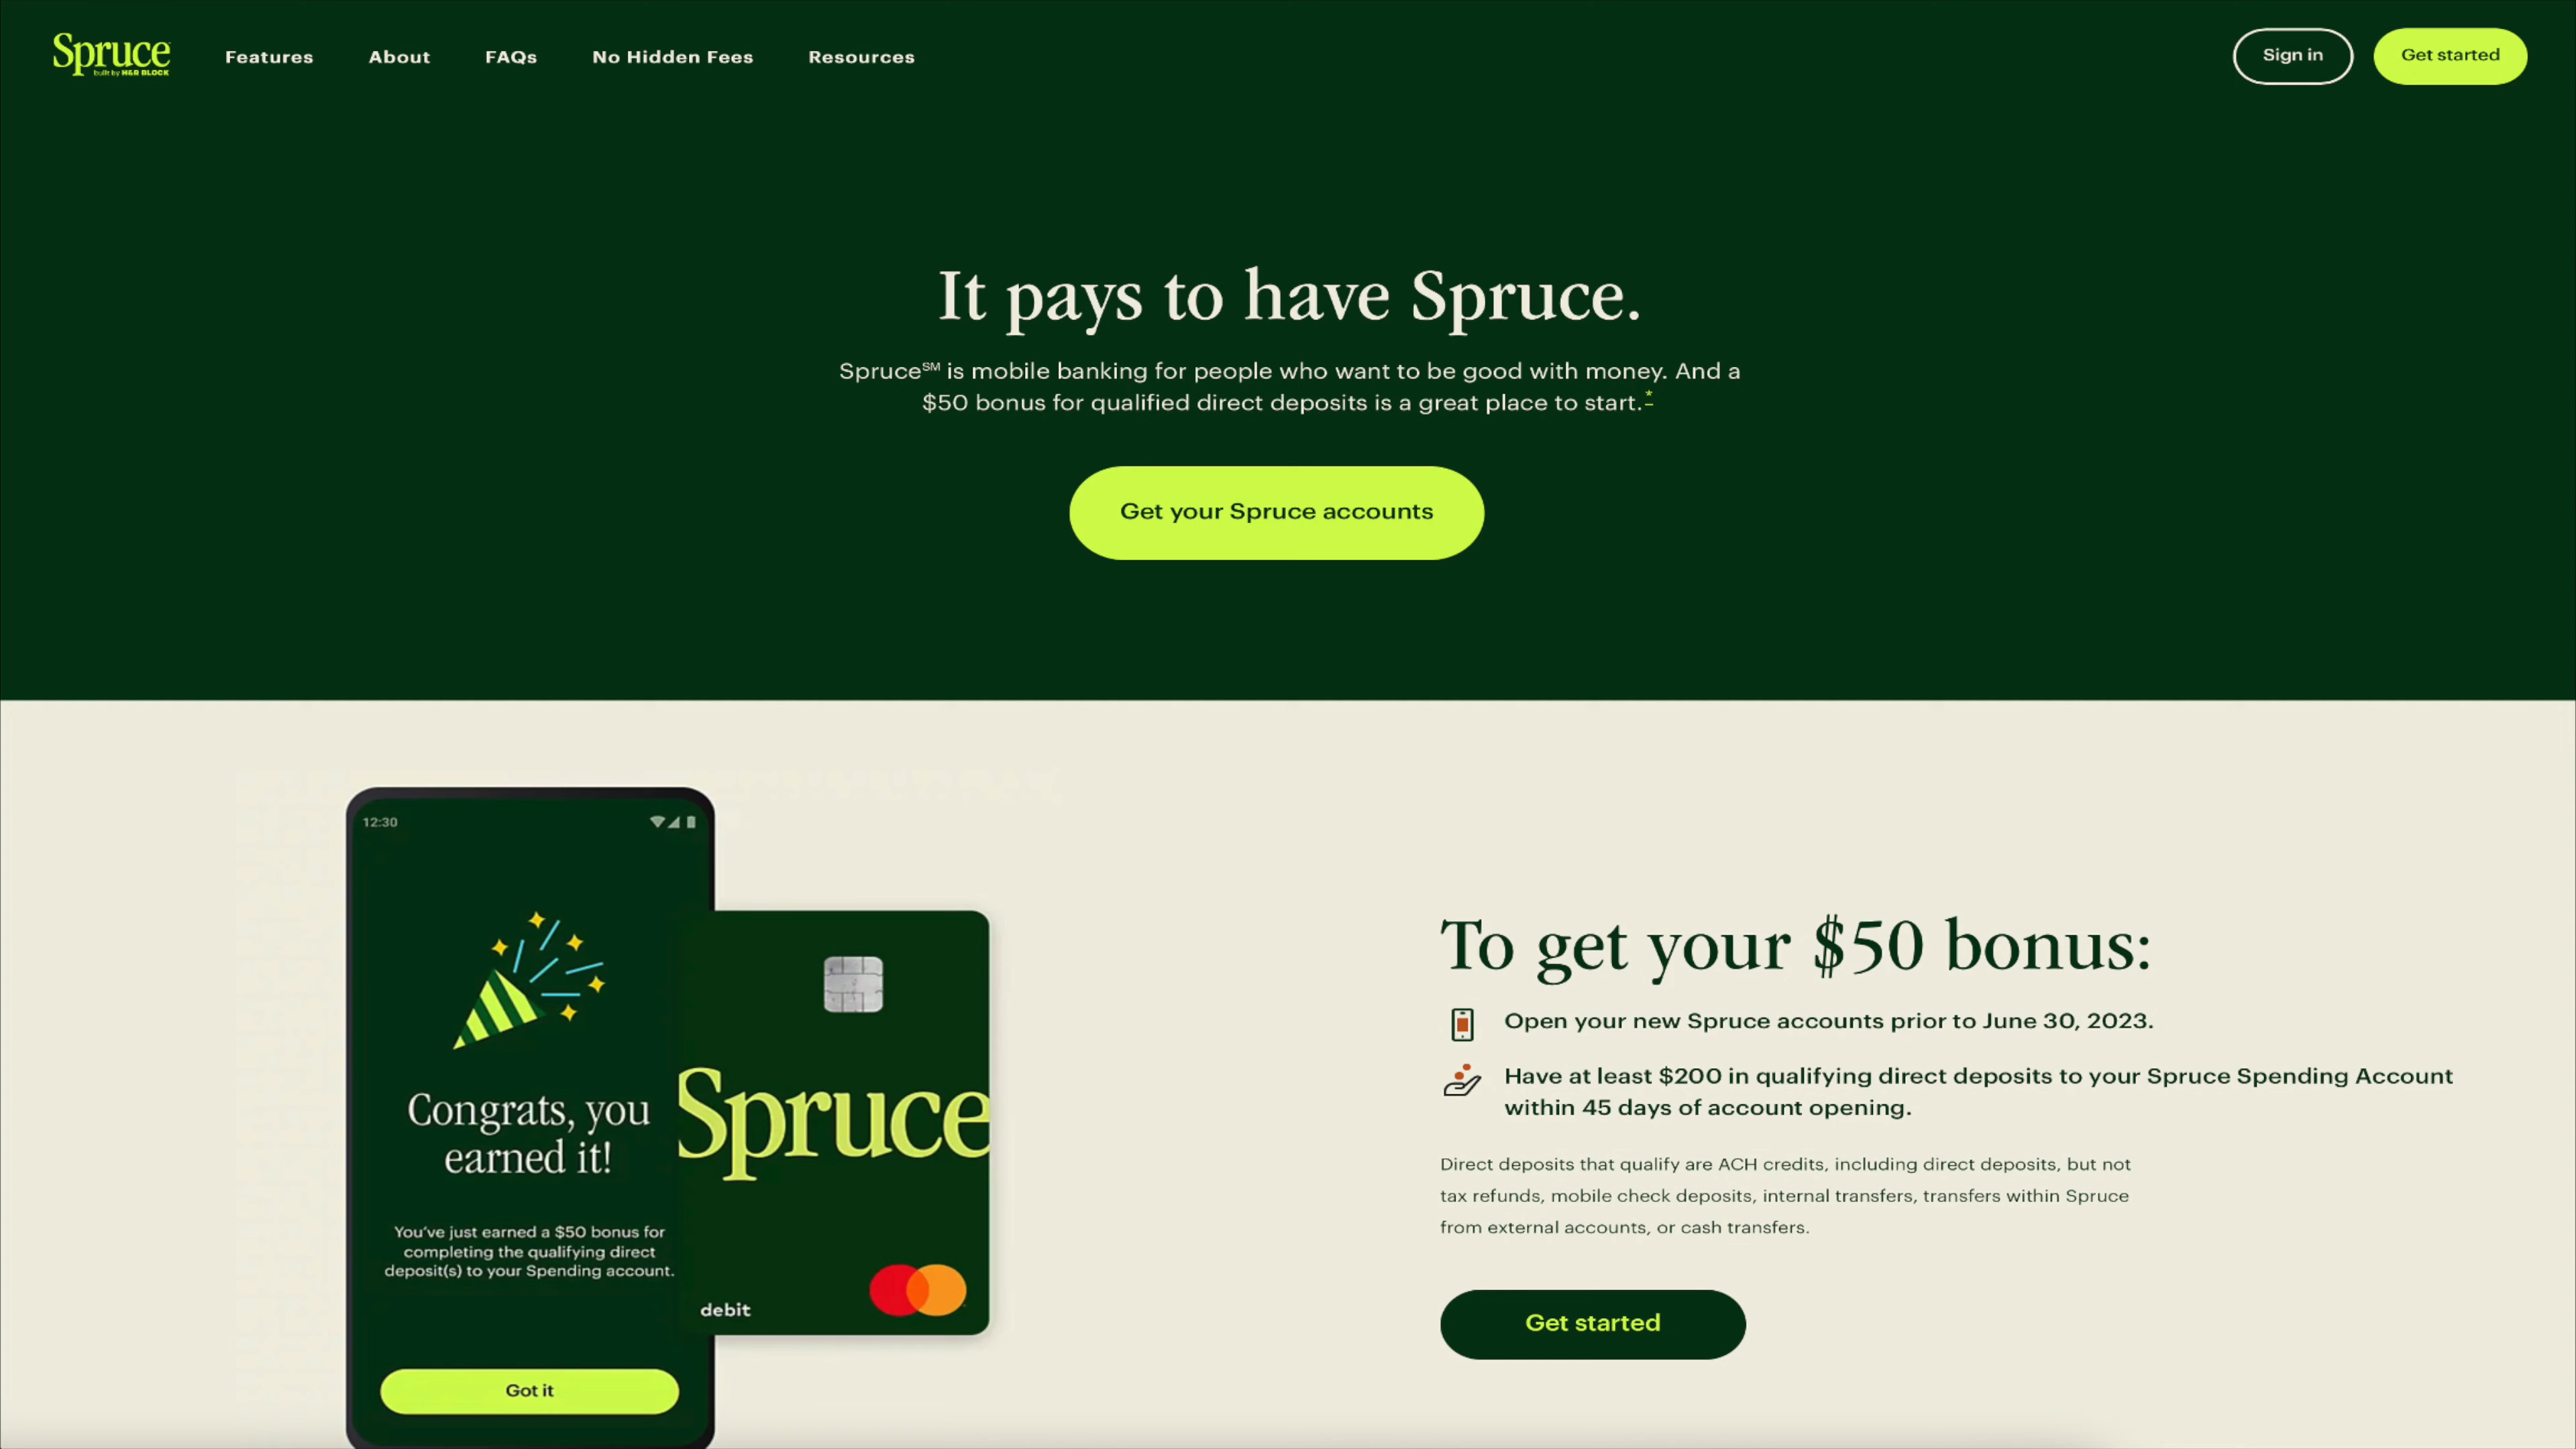 Spruce
built by H&R BLOCK
Features
About
FAQs
No Hidden Fees
Resources
Sign in
Get started
It pays to have Spruce.
Spruce℠ is mobile banking for people who want to be good with money. And a
$50 bonus for qualified direct deposits is a great place to start.*
Get your Spruce accounts
12:30
Congrats, you
earned it!
You've just earned a $50 bonus for
completing the qualifying direct
deposit(s) to your Spending account.
Got it
Spruce
debit
To get your $50 bonus:
Open your new Spruce accounts prior to June 30, 2023.
Have at least $200 in qualifying direct deposits to your Spruce Spending Account
within 45 days of account opening.
Direct deposits that qualify are ACH credits, including direct deposits, but not
tax refunds, mobile check deposits, internal transfers, transfers within Spruce
from external accounts, or cash transfers.
Get started